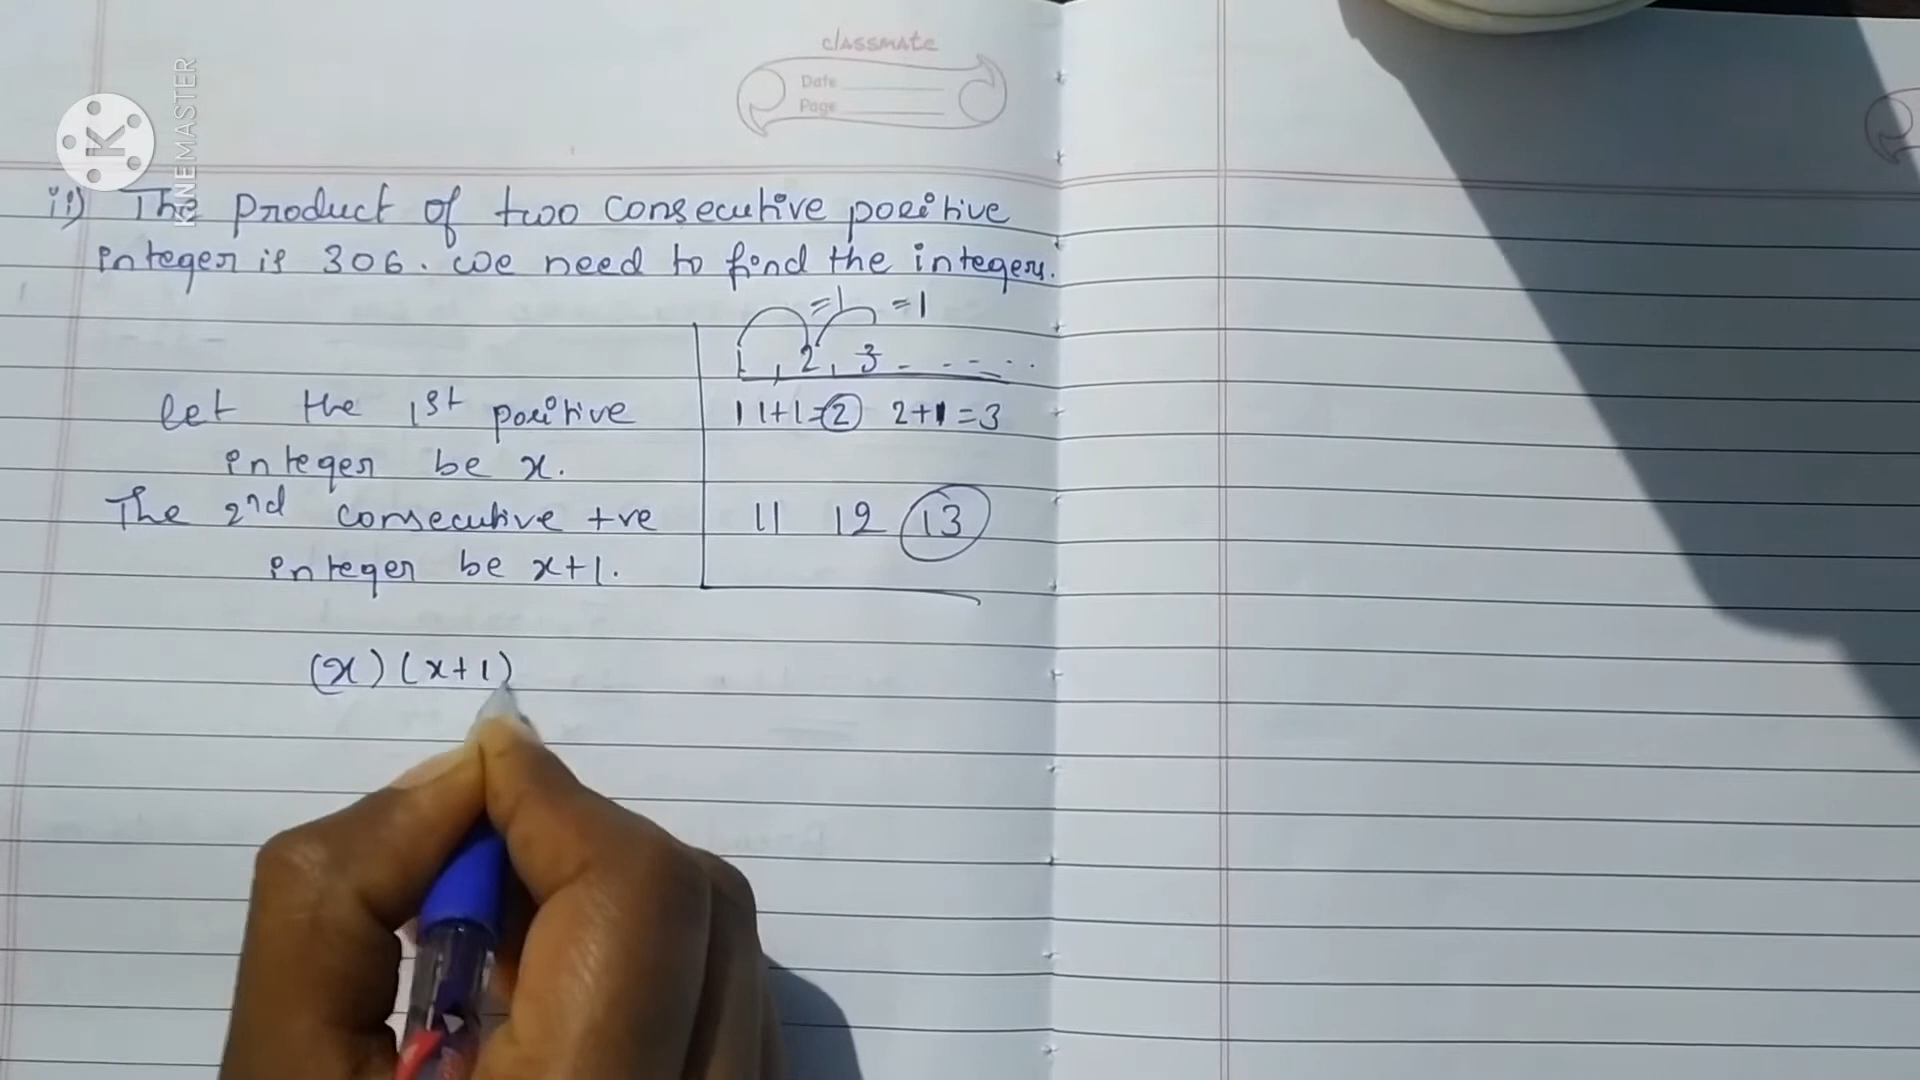 classmate
Date
Page
KINEMASTER
ii) The product of two consecutive positive
integer is 306. We need to find the integers.
=1 =1
1, 2, 3 - - - - - .
Let the 1st positive
1 1+1=2 2+1=3
integer be x.
The 2nd consecutive +ve
11 12 13
integer be x+1.
(x) (x+1)